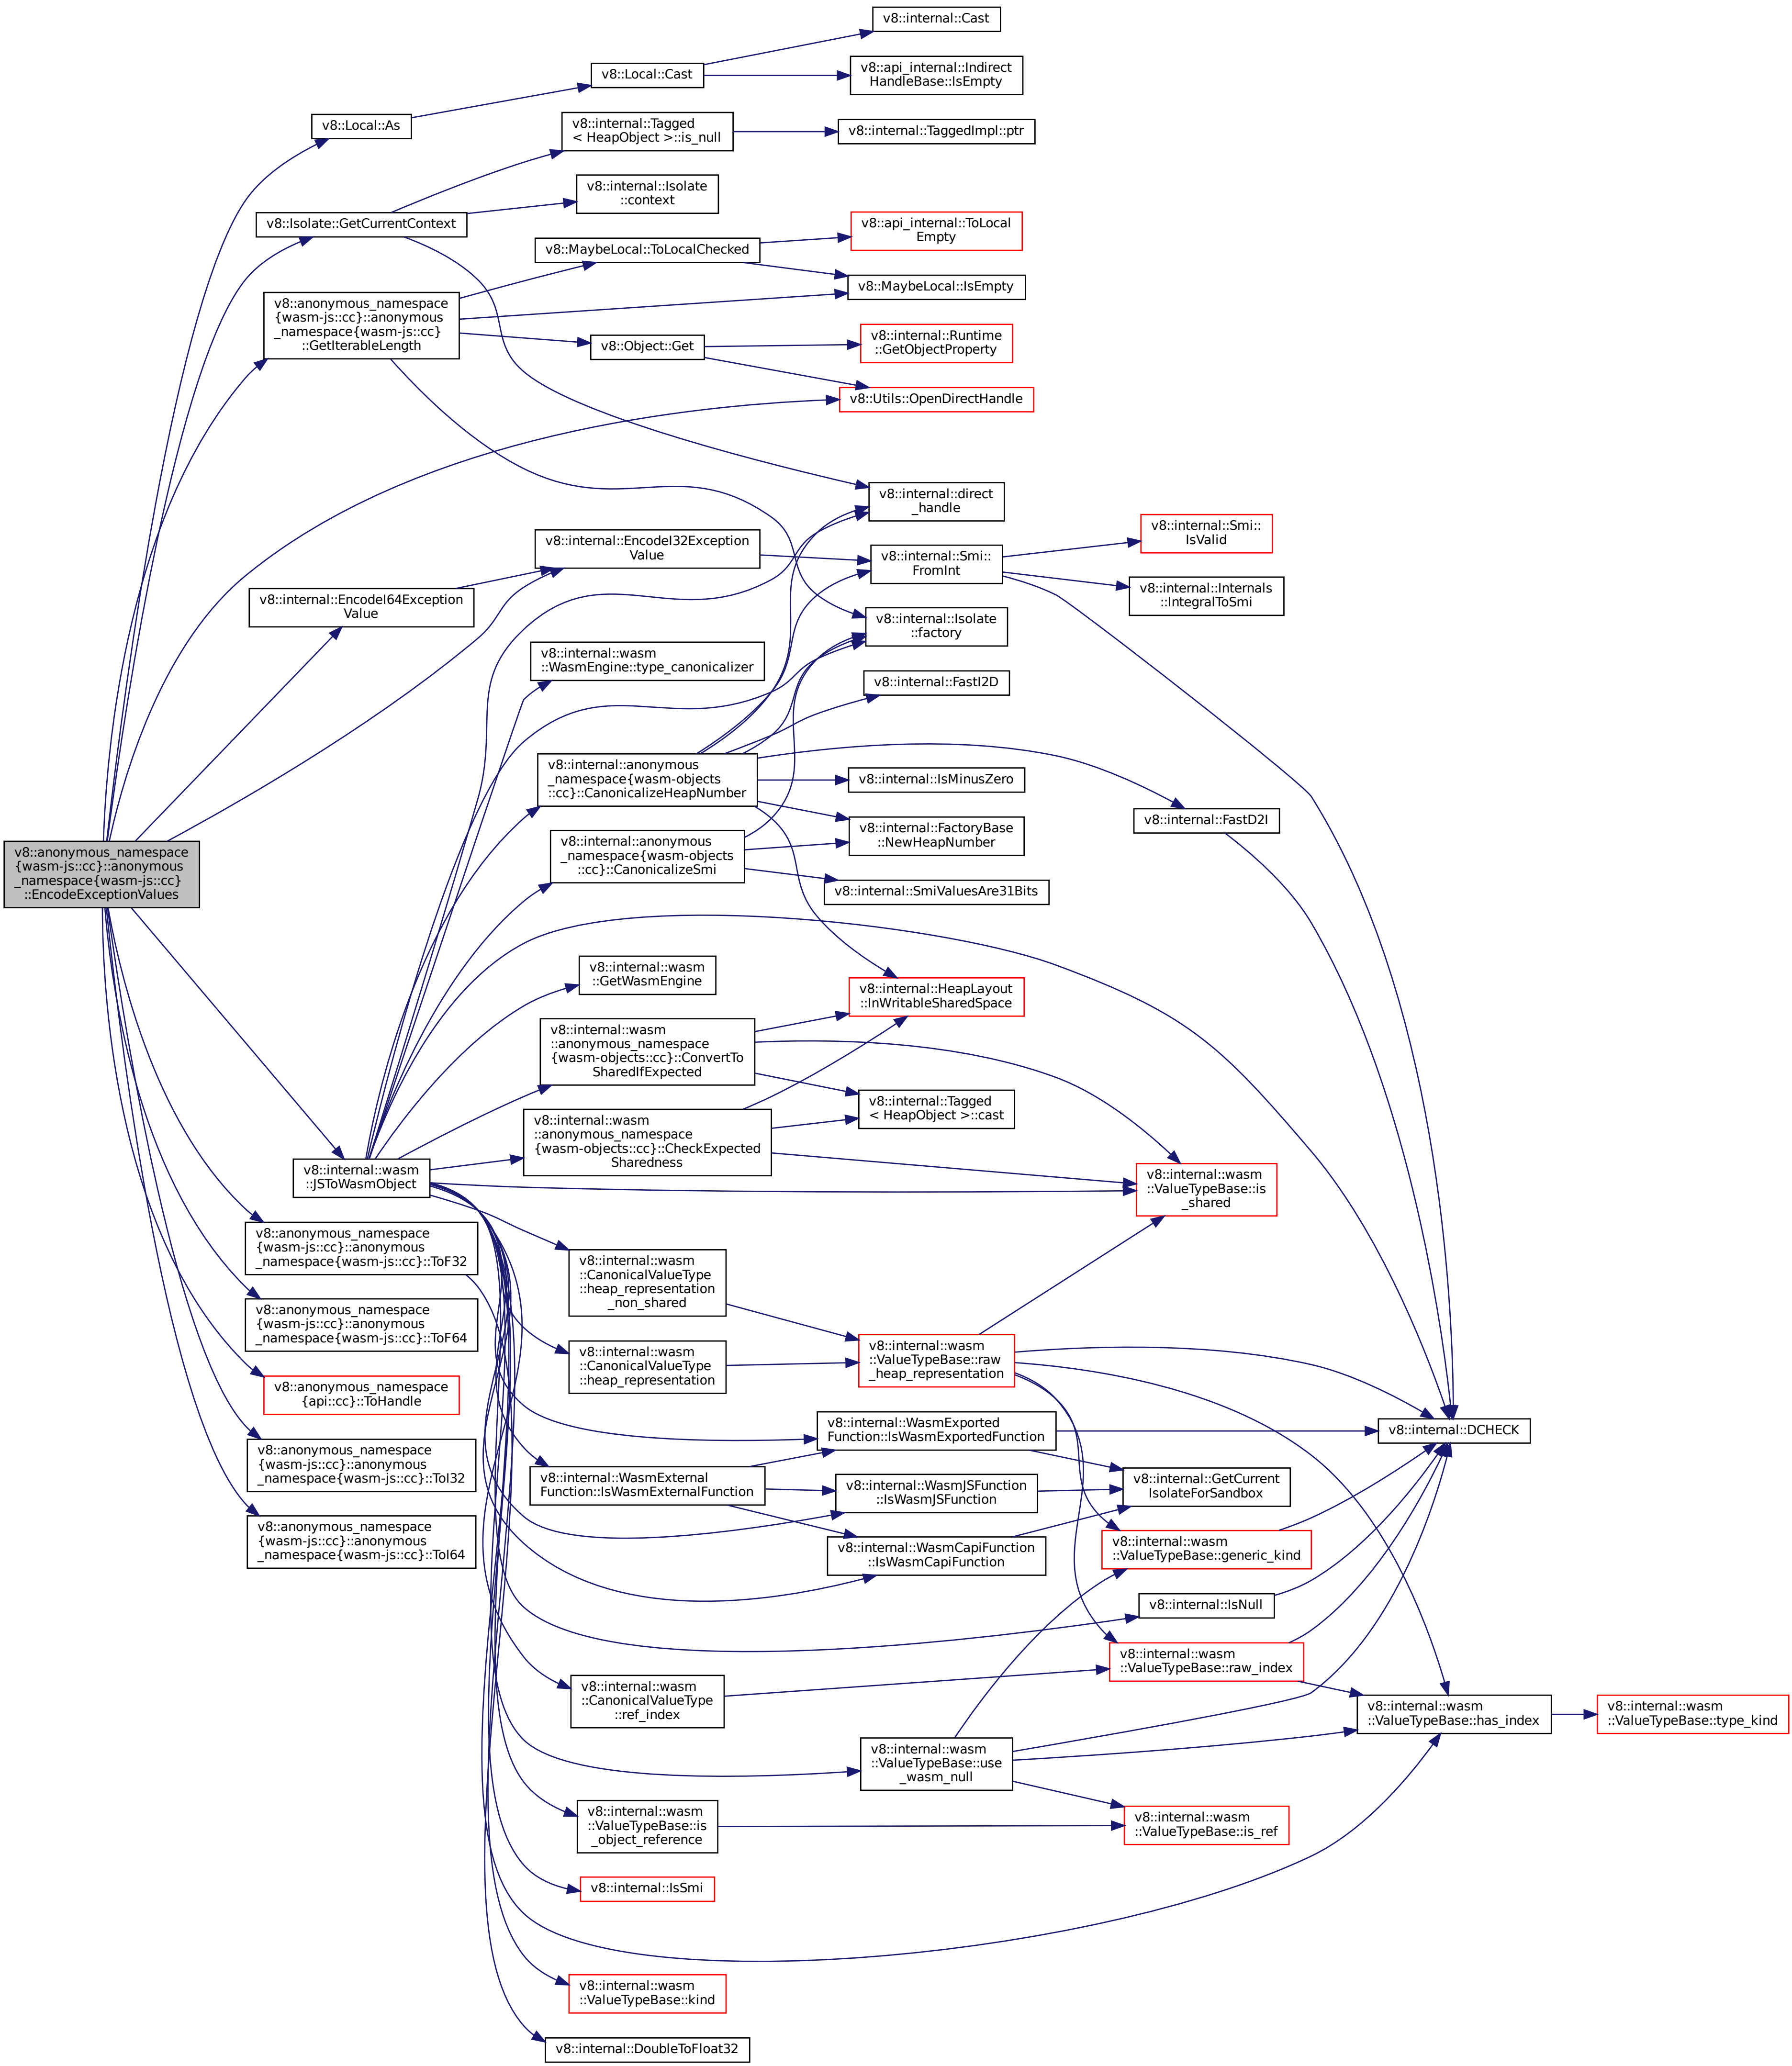 v8::internal::Cast
v8::Local::Cast
v8::api_internal::Indirect
HandleBase::IsEmpty
v8::Local::As
v8::internal::Tagged
< HeapObject >::is_null
v8::internal::TaggedImpl::ptr
v8::internal::Isolate
::context
v8::Isolate::GetCurrentContext
v8::api_internal::ToLocal
Empty
v8::MaybeLocal::ToLocalChecked
v8::MaybeLocal::IsEmpty
v8::anonymous_namespace
{wasm-js::cc}::anonymous
_namespace{wasm-js::cc}
::GetIterableLength
v8::Object::Get
v8::internal::Runtime
::GetObjectProperty
v8::Utils::OpenDirectHandle
v8::internal::direct
_handle
v8::internal::EncodeI32Exception
Value
v8::internal::Smi::
FromInt
v8::internal::Smi::
IsValid
v8::internal::Internals
::IntegralToSmi
v8::internal::EncodeI64Exception
Value
v8::internal::Isolate
::factory
v8::internal::wasm
::WasmEngine::type_canonicalizer
v8::internal::FastI2D
v8::internal::anonymous
_namespace{wasm-objects
::cc}::CanonicalizeHeapNumber
v8::internal::IsMinusZero
v8::internal::FastD2I
v8::internal::FactoryBase
::NewHeapNumber
v8::internal::anonymous
_namespace{wasm-objects
::cc}::CanonicalizeSmi
v8::internal::SmiValuesAre31Bits
v8::anonymous_namespace
{wasm-js::cc}::anonymous
_namespace{wasm-js::cc}
::EncodeExceptionValues
v8::internal::wasm
::GetWasmEngine
v8::internal::HeapLayout
::InWritableSharedSpace
v8::internal::wasm
::anonymous_namespace
{wasm-objects::cc}::ConvertTo
SharedIfExpected
v8::internal::Tagged
< HeapObject >::cast
v8::internal::wasm
::anonymous_namespace
{wasm-objects::cc}::CheckExpected
Sharedness
v8::internal::wasm
::JSToWasmObject
v8::internal::wasm
::ValueTypeBase::is
_shared
v8::anonymous_namespace
{wasm-js::cc}::anonymous
_namespace{wasm-js::cc}::ToF32
v8::internal::wasm
::CanonicalValueType
::heap_representation
_non_shared
v8::anonymous_namespace
{wasm-js::cc}::anonymous
_namespace{wasm-js::cc}::ToF64
v8::internal::wasm
::CanonicalValueType
::heap_representation
v8::internal::wasm
::ValueTypeBase::raw
_heap_representation
v8::anonymous_namespace
{api::cc}::ToHandle
v8::internal::WasmExported
Function::IsWasmExportedFunction
v8::internal::DCHECK
v8::anonymous_namespace
{wasm-js::cc}::anonymous
_namespace{wasm-js::cc}::ToI32
v8::internal::WasmExternal
Function::IsWasmExternalFunction
v8::internal::WasmJSFunction
::IsWasmJSFunction
v8::internal::GetCurrent
IsolateForSandbox
v8::anonymous_namespace
{wasm-js::cc}::anonymous
_namespace{wasm-js::cc}::ToI64
v8::internal::WasmCapiFunction
::IsWasmCapiFunction
v8::internal::wasm
::ValueTypeBase::generic_kind
v8::internal::IsNull
v8::internal::wasm
::ValueTypeBase::raw_index
v8::internal::wasm
::CanonicalValueType
::ref_index
v8::internal::wasm
::ValueTypeBase::has_index
v8::internal::wasm
::ValueTypeBase::type_kind
v8::internal::wasm
::ValueTypeBase::use
_wasm_null
v8::internal::wasm
::ValueTypeBase::is
_object_reference
v8::internal::wasm
::ValueTypeBase::is_ref
v8::internal::IsSmi
v8::internal::wasm
::ValueTypeBase::kind
v8::internal::DoubleToFloat32